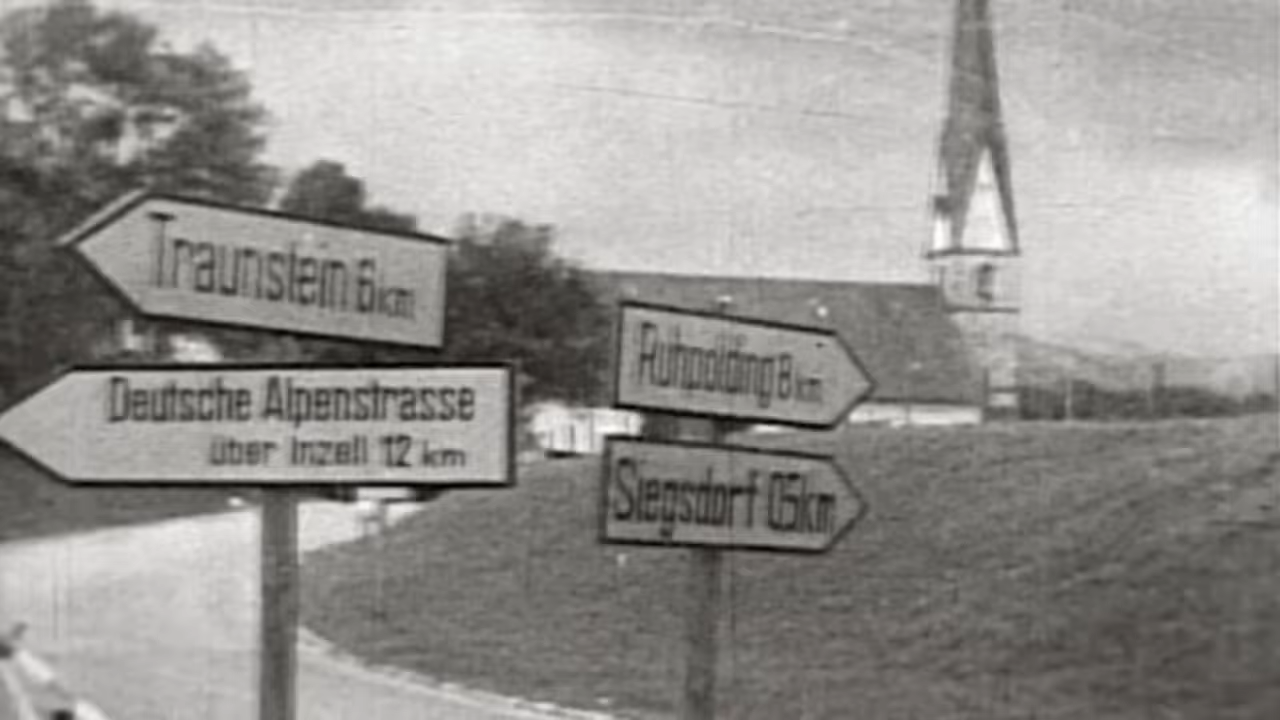 Traunstein 6 km
Deutsche Alpenstrasse
über Inzell 12 km
Ruhpolding 8 km
Siegsdorf 0,5 km